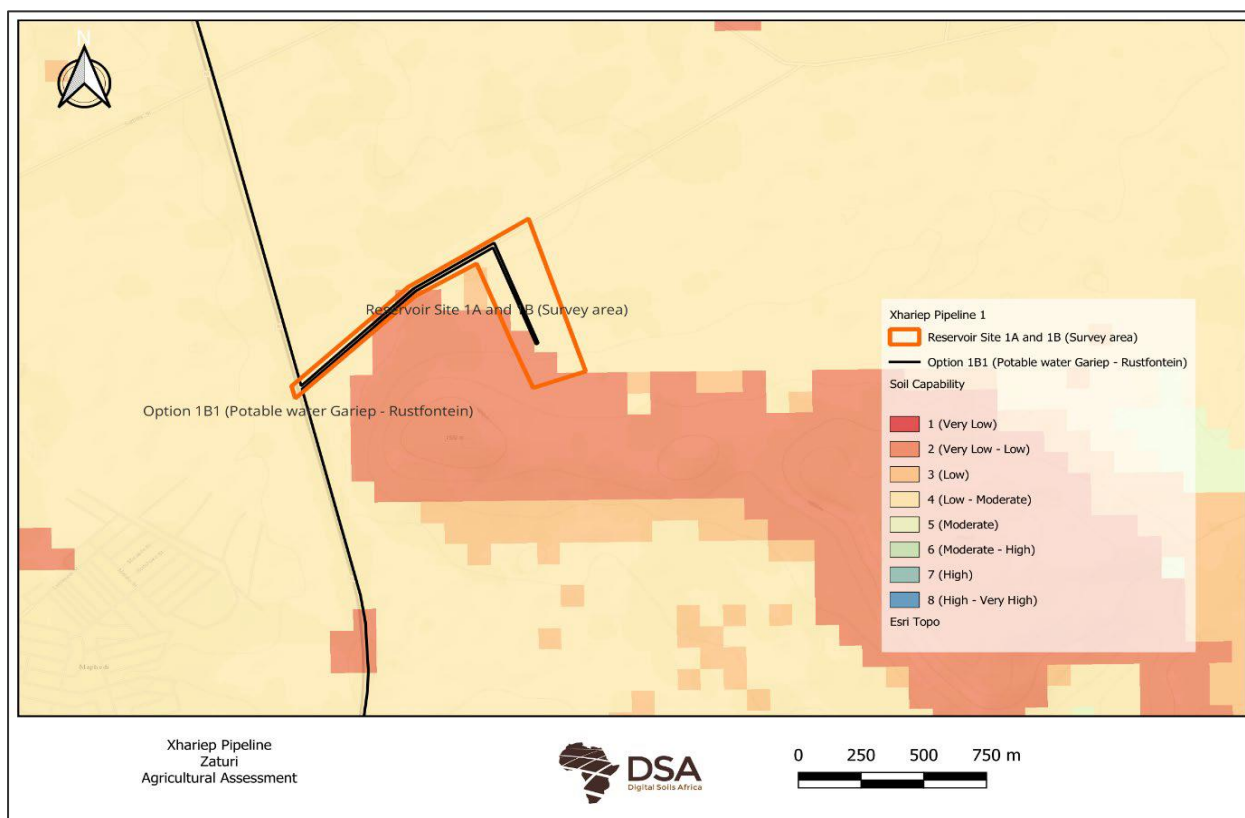 N
Reservoir Site 1A and 1B (Survey area)
Option 1B1 (Potable water Gariep - Rustfontein)
Xhariep Pipeline 1
Reservoir Site 1A and 1B (Survey area)
Option 1B1 (Potable water Gariep - Rustfontein)
Soil Capability
1 (Very Low)
2 (Very Low - Low)
3 (Low)
4 (Low - Moderate)
5 (Moderate)
6 (Moderate - High)
7 (High)
8 (High - Very High)
Esri Topo
Xhariep Pipeline
Zaturi
Agricultural Assessment
DSA
Digital Soils Africa
0 250 500 750 m